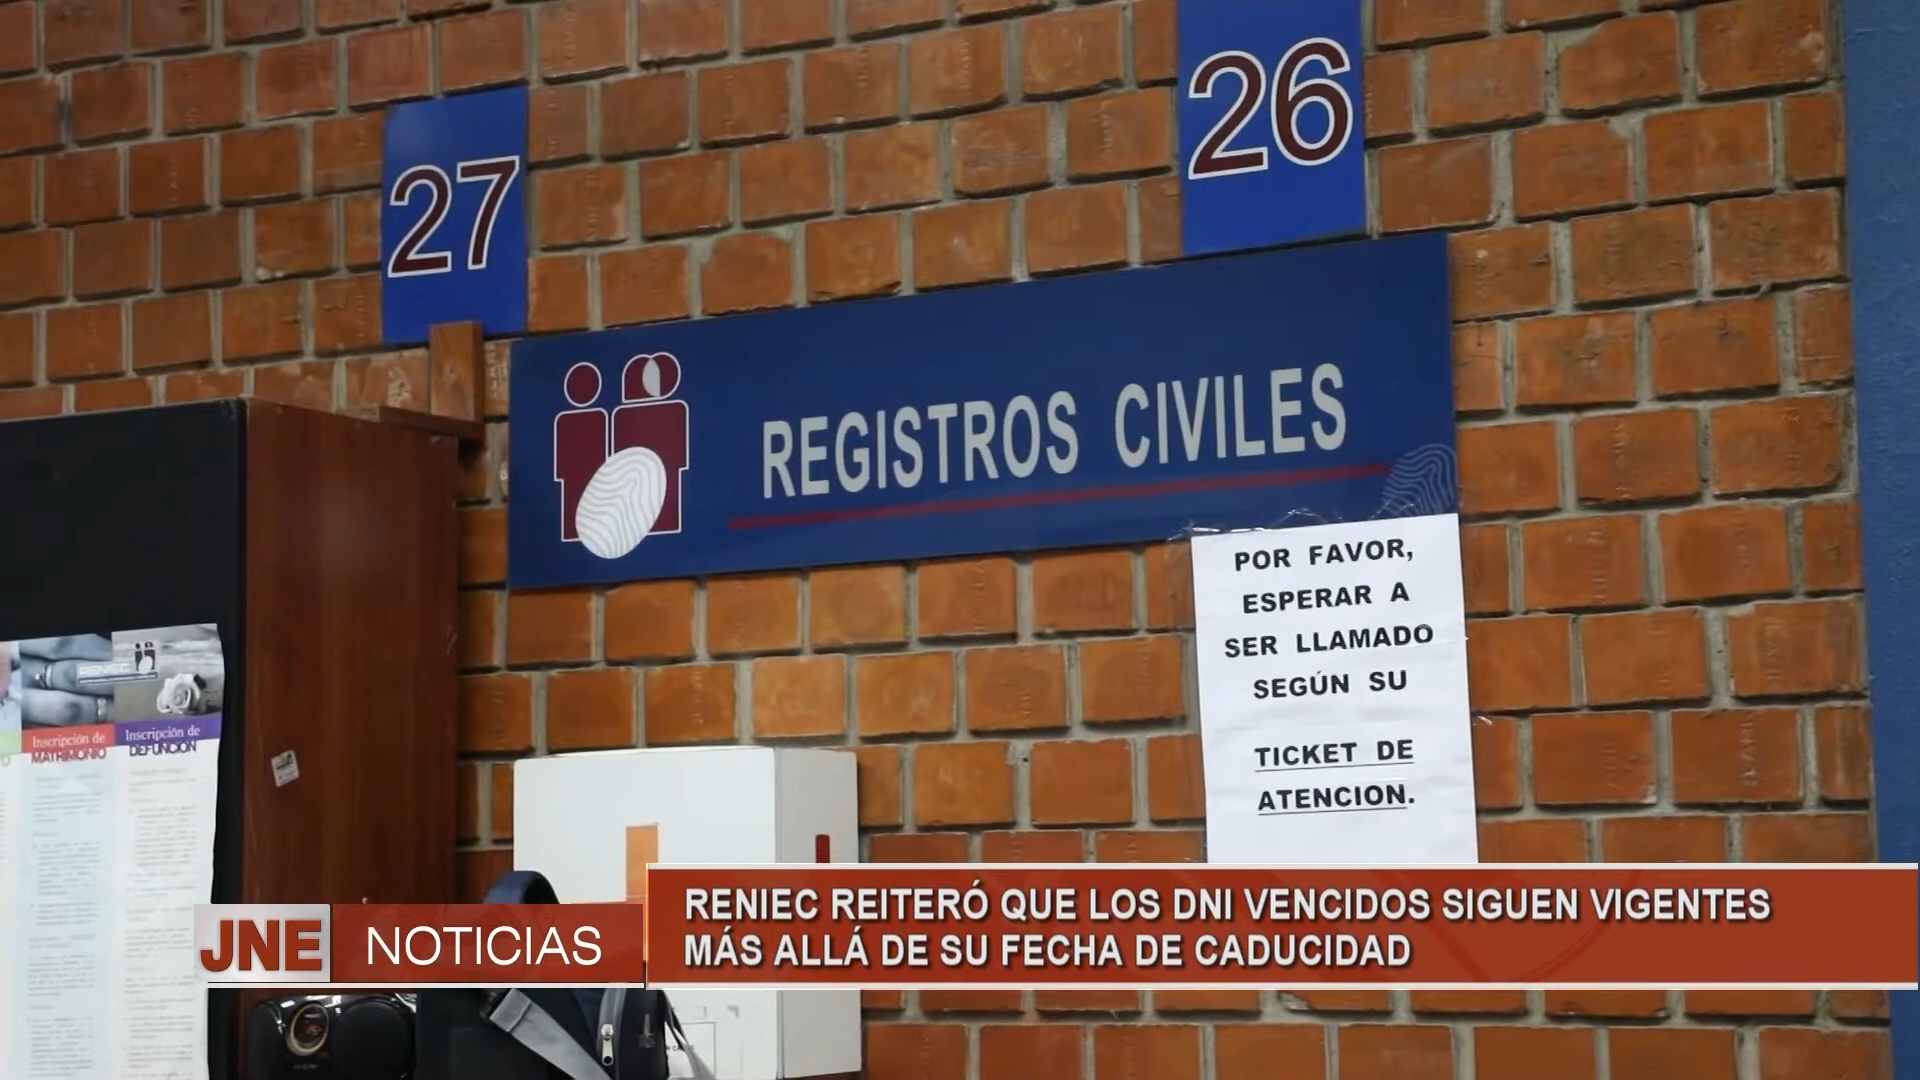 27
26
REGISTROS CIVILES
POR FAVOR,
ESPERAR A
SER LLAMADO
SEGÚN SU
TICKET DE
ATENCION.
RENIEC
Inscripción de
MATRIMONIO
Inscripción de
DEFUNCIÓN
JNE NOTICIAS
RENIEC REITERÓ QUE LOS DNI VENCIDOS SIGUEN VIGENTES
MÁS ALLÁ DE SU FECHA DE CADUCIDAD